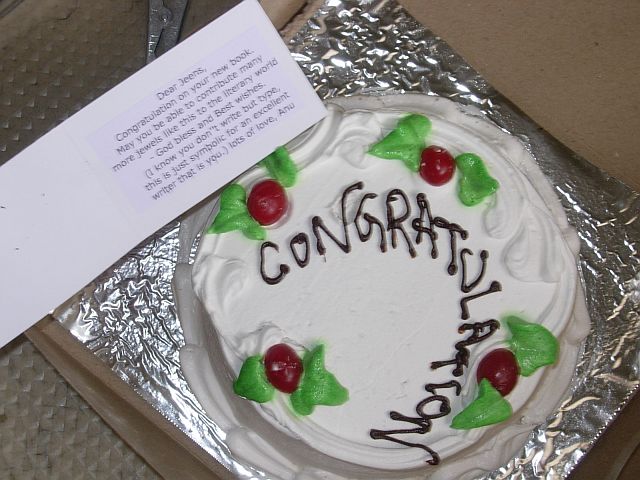 Dear Jeens,
Congratulation on your new book.
May you be able to contribute many
more jewels like this to the literary world
- God bless and Best wishes.
(I know you don"t write but type,
this is just symbolic for an excellent
writer that is you.) lots of love, Anu
CONGRATULATION